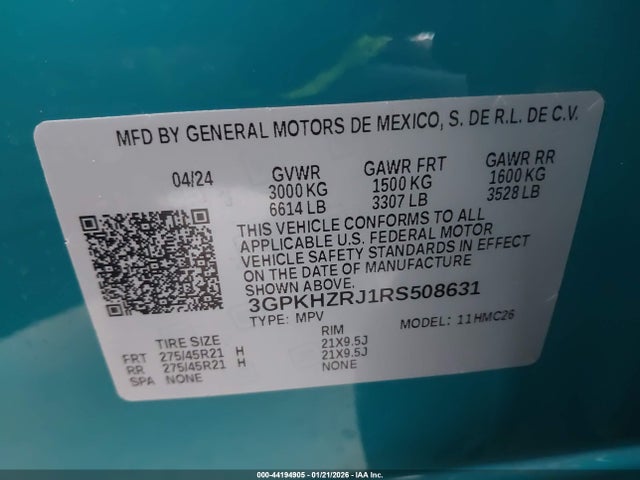 MFD BY GENERAL MOTORS DE MEXICO, S. DE R.L. DE C.V.
04/24 GVWR GAWR FRT GAWR RR
3000 KG 1500 KG 1600 KG
6614 LB 3307 LB 3528 LB
THIS VEHICLE CONFORMS TO ALL
APPLICABLE U.S. FEDERAL MOTOR
VEHICLE SAFETY STANDARDS IN EFFECT
ON THE DATE OF MANUFACTURE
SHOWN ABOVE.
3GPKHZRJ1RS508631
TYPE: MPV MODEL: 11HMC26
TIRE SIZE RIM
FRT 275/45R21 H 21X9.5J
RR 275/45R21 H 21X9.5J
SPA NONE NONE
000-44194905 - 01/21/2026 - IAA Inc.